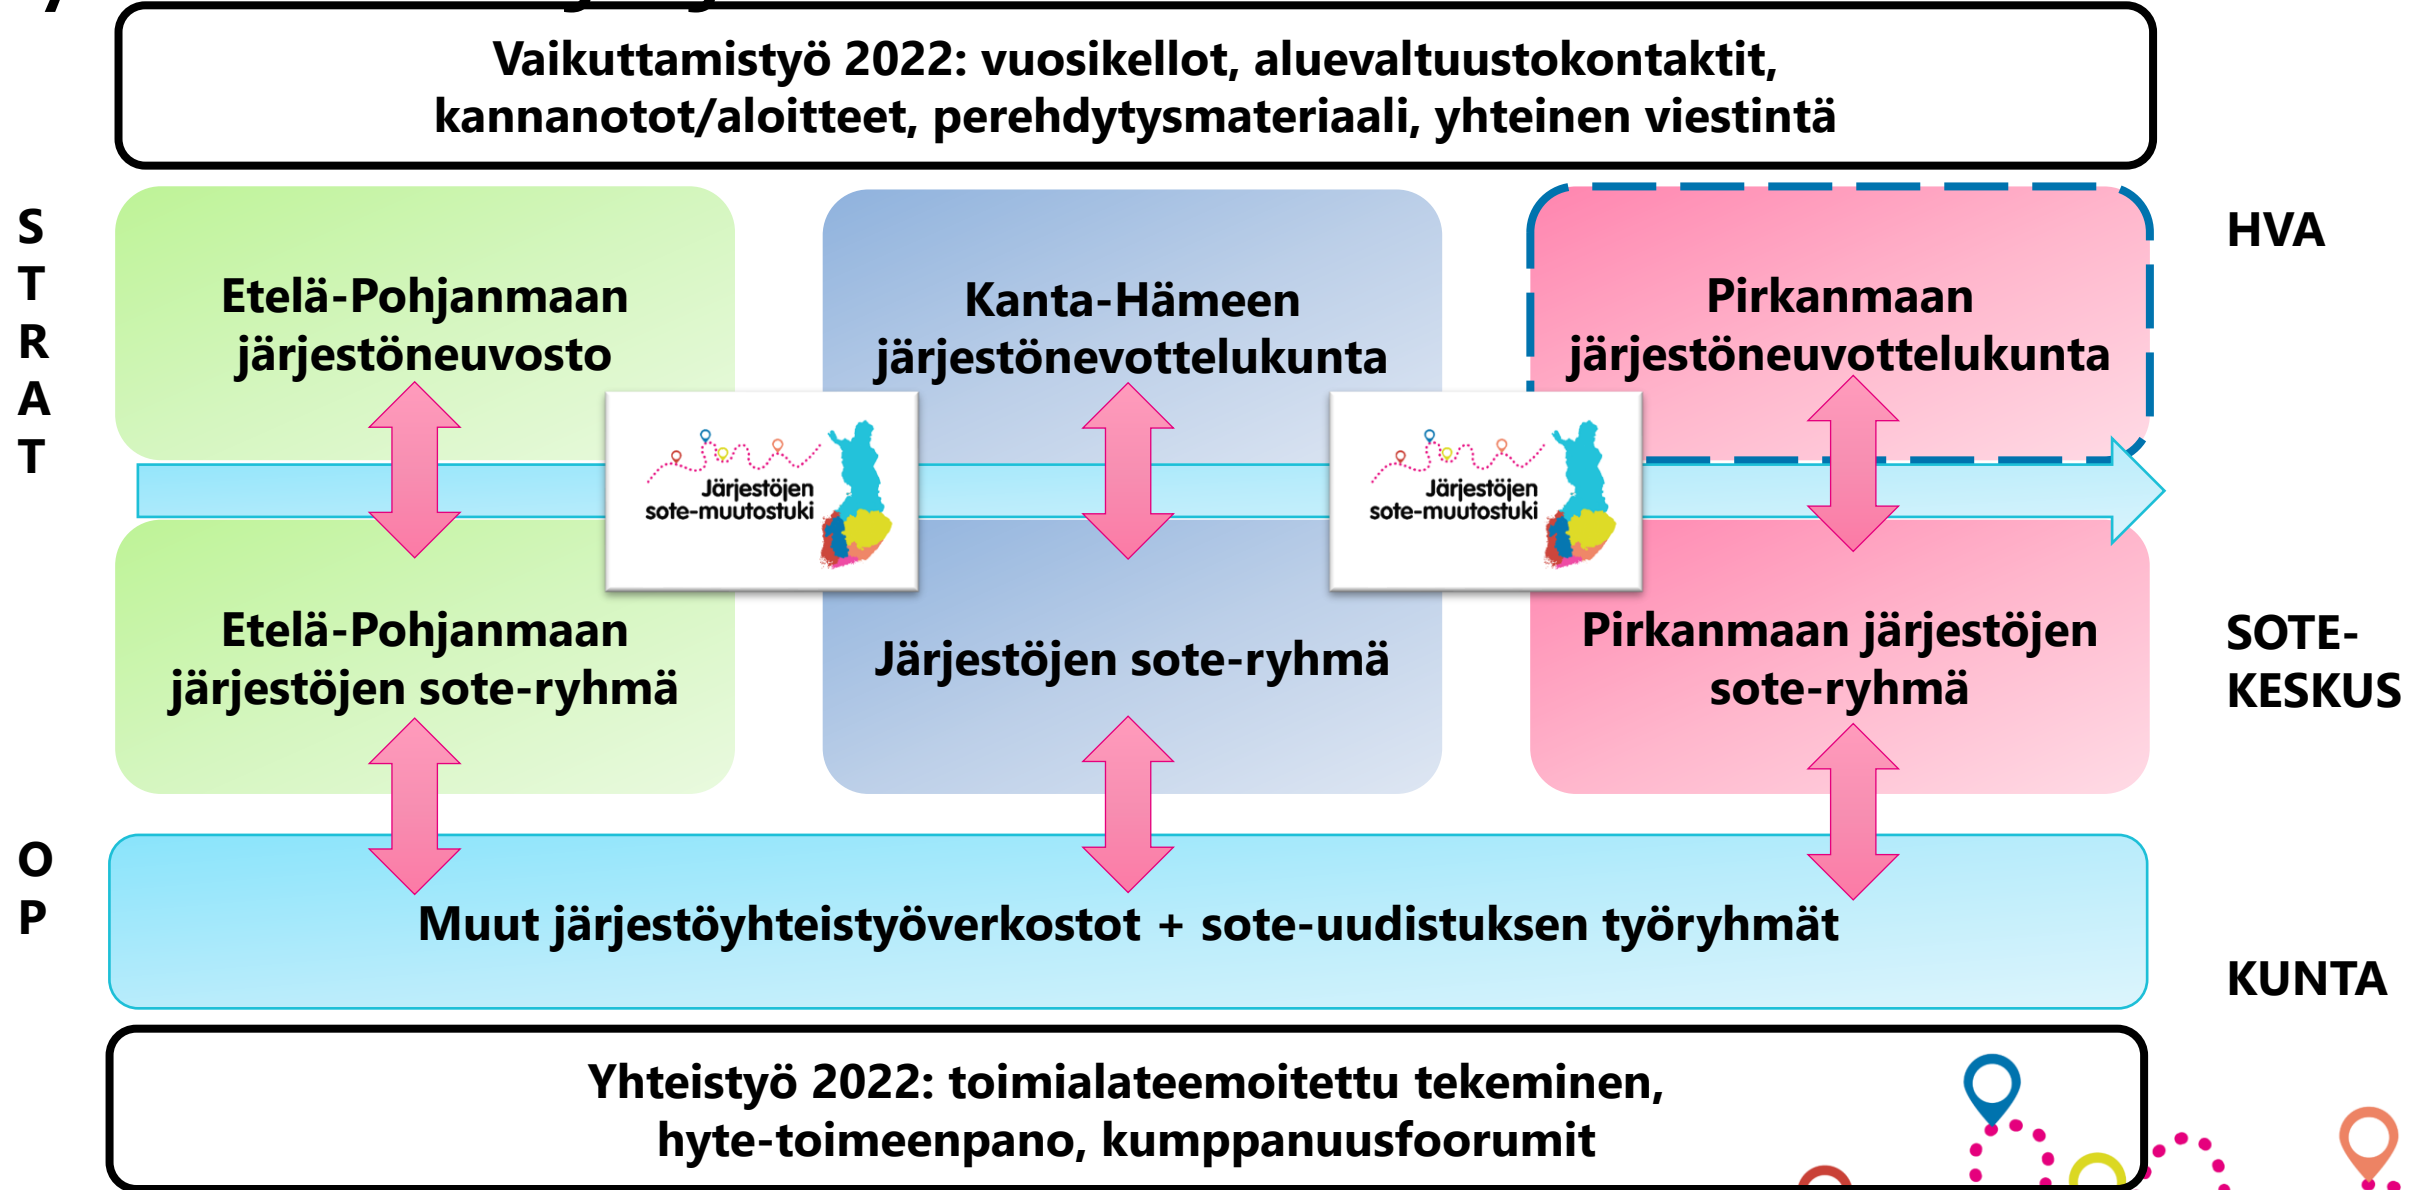 Vaikuttamistyö 2022: vuosikellot, aluevaltuustokontaktit,
kannanotot/aloitteet, perehdytysmateriaali, yhteinen viestintä
STRAT
HVA
Etelä-Pohjanmaan
järjestöneuvosto
Kanta-Hämeen
järjestönevottelukunta
Pirkanmaan
järjestöneuvottelukunta
Järjestöjen
sote-muutostuki
Järjestöjen
sote-muutostuki
Etelä-Pohjanmaan
järjestöjen sote-ryhmä
Järjestöjen sote-ryhmä
Pirkanmaan järjestöjen
sote-ryhmä
SOTE-
KESKUS
OP
Muut järjestöyhteistyöverkostot + sote-uudistuksen työryhmät
KUNTA
Yhteistyö 2022: toimialateemoitettu tekeminen,
hyte-toimeenpano, kumppanuusfoorumit